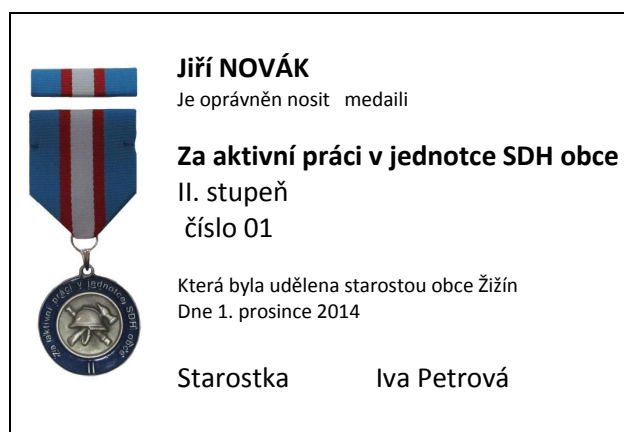 Jiří NOVÁK
Je oprávněn nosit medaili
Za aktivní práci v jednotce SDH obce
II. stupeň
číslo 01
Která byla udělena starostou obce Žižín
Dne 1. prosince 2014
Starostka Iva Petrová
Za aktivní práci v jednotce SDH obce
II